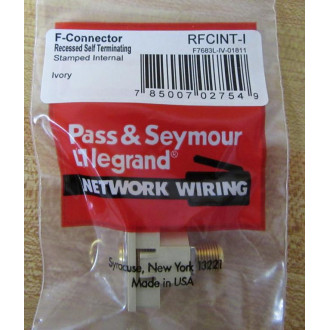 F-Connector
RFCINT-I
Recessed Self Terminating
F7683L-IV-01811
Stamped Internal
Ivory
7 85007 02754 9
Pass & Seymour
legrand®
NETWORK WIRING
Syracuse, New York 13221
Made in USA